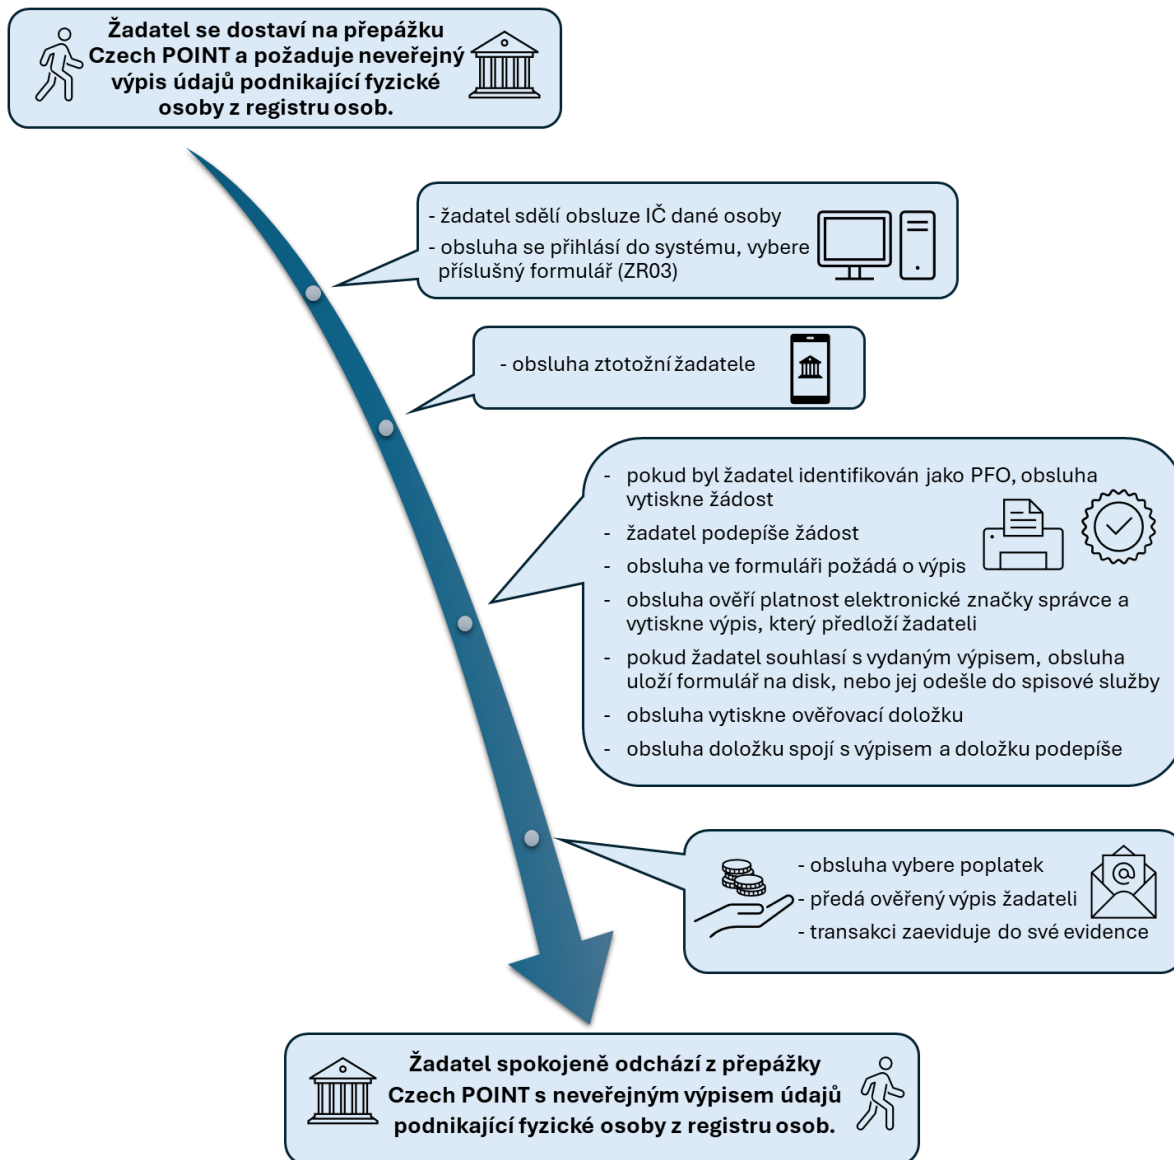 Žadatel se dostaví na přepážku
Czech POINT a požaduje neveřejný
výpis údajů podnikající fyzické
osoby z registru osob.
- žadatel sdělí obsluze IČ dané osoby
- obsluha se přihlásí do systému, vybere
příslušný formulář (ZR03)
- obsluha ztotožní žadatele
- pokud byl žadatel identifikován jako PFO, obsluha
vytiskne žádost
- žadatel podepíše žádost
- obsluha ve formuláři požádá o výpis
- obsluha ověří platnost elektronické značky správce a
vytiskne výpis, který předloží žadateli
- pokud žadatel souhlasí s vydaným výpisem, obsluha
uloží formulář na disk, nebo jej odešle do spisové služby
- obsluha vytiskne ověřovací doložku
- obsluha doložku spojí s výpisem a doložku podepíše
- obsluha vybere poplatek
- předá ověřený výpis žadateli
- transakci zaeviduje do své evidence
@
Žadatel spokojeně odchází z přepážky
Czech POINT s neveřejným výpisem údajů
podnikající fyzické osoby z registru osob.